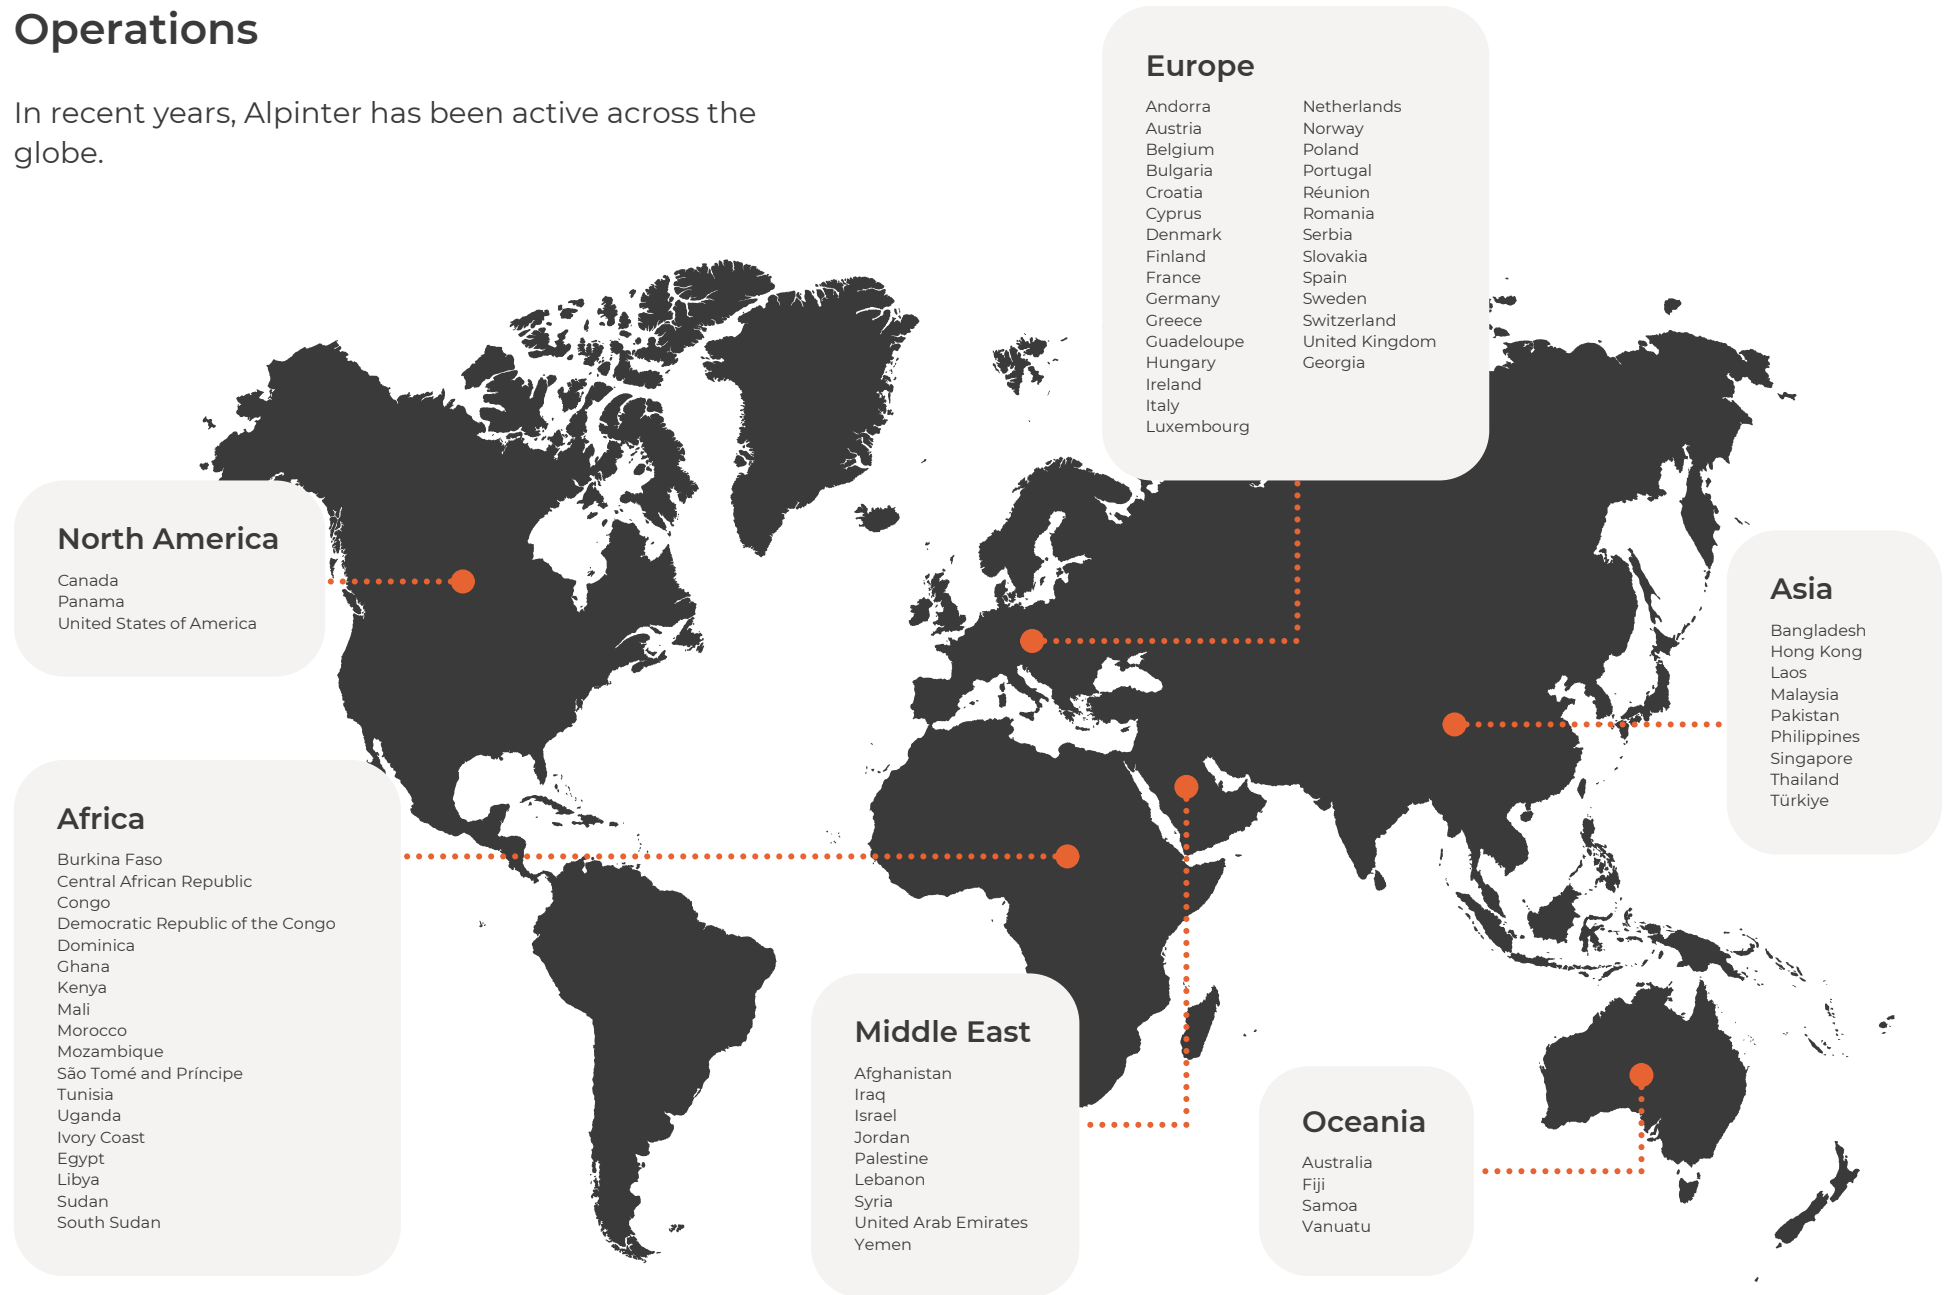 Operations
In recent years, Alpinter has been active across the
globe.
Europe
Andorra
Austria
Belgium
Bulgaria
Croatia
Cyprus
Denmark
Finland
France
Germany
Greece
Guadeloupe
Hungary
Ireland
Italy
Luxembourg
Netherlands
Norway
Poland
Portugal
Réunion
Romania
Serbia
Slovakia
Spain
Sweden
Switzerland
United Kingdom
Georgia
North America
Canada
Panama
United States of America
Asia
Bangladesh
Hong Kong
Laos
Malaysia
Pakistan
Philippines
Singapore
Thailand
Türkiye
Africa
Burkina Faso
Central African Republic
Congo
Democratic Republic of the Congo
Dominica
Ghana
Kenya
Mali
Morocco
Mozambique
São Tomé and Príncipe
Tunisia
Uganda
Ivory Coast
Egypt
Libya
Sudan
South Sudan
Middle East
Afghanistan
Iraq
Israel
Jordan
Palestine
Lebanon
Syria
United Arab Emirates
Yemen
Oceania
Australia
Fiji
Samoa
Vanuatu